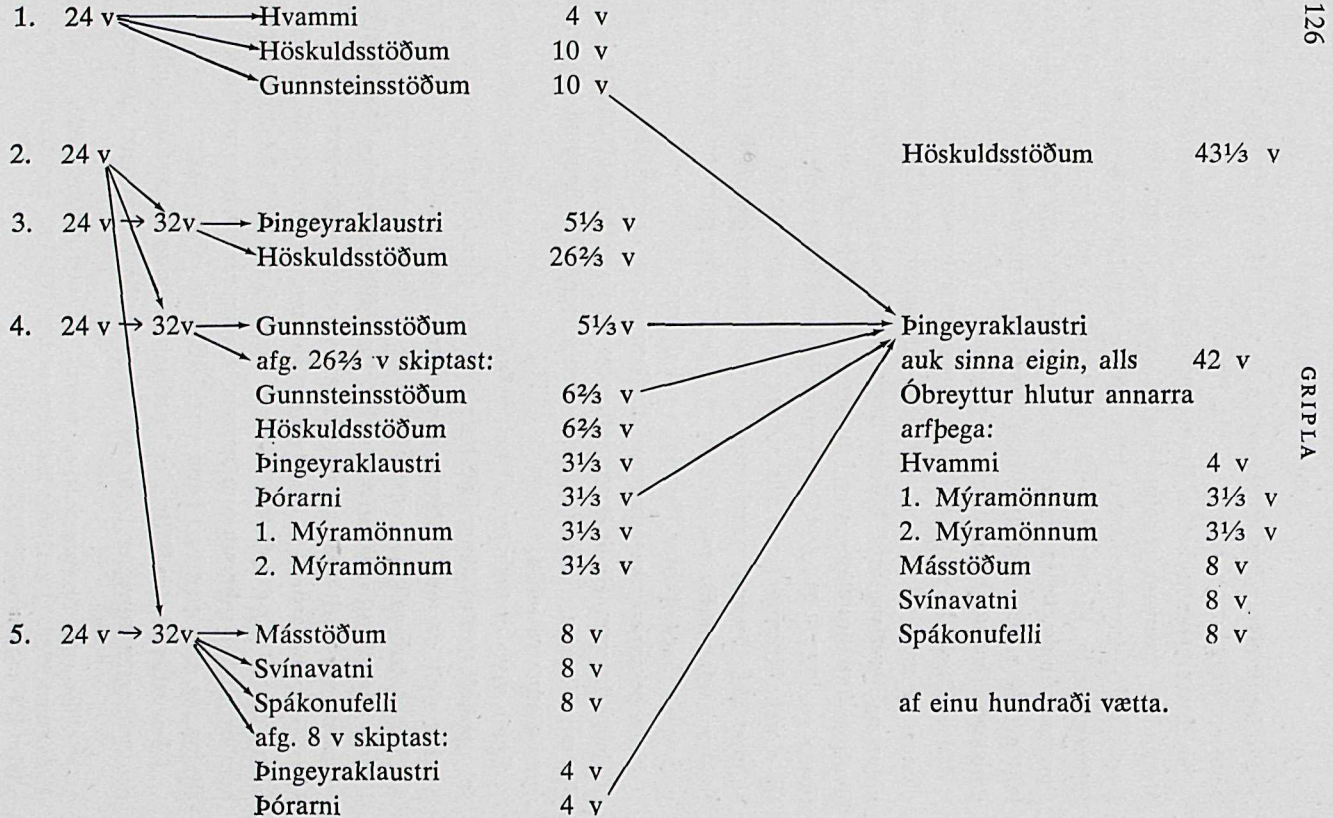 126
GRIPLA
1. 24 v → Hvammi 4 v
Höskuldsstöðum 10 v
Gunnsteinsstöðum 10 v
2. 24 v
3. 24 v → 32v → Þingeyraklaustri 5⅓ v
Höskuldsstöðum 26⅔ v
4. 24 v → 32v → Gunnsteinsstöðum 5⅓ v
afg. 26⅔ v skiptast:
Gunnsteinsstöðum 6⅔ v
Höskuldsstöðum 6⅔ v
Þingeyraklaustri 3⅓ v
Þórarni 3⅓ v
1. Mýramönnum 3⅓ v
2. Mýramönnum 3⅓ v
5. 24 v → 32v → Másstöðum 8 v
Svínavatni 8 v
Spákonufelli 8 v
afg. 8 v skiptast:
Þingeyraklaustri 4 v
Þórarni 4 v
Höskuldsstöðum 43⅓ v
Þingeyraklaustri
auk sinna eigin, alls 42 v
Óbreyttur hlutur annarra
arfþega:
Hvammi 4 v
1. Mýramönnum 3⅓ v
2. Mýramönnum 3⅓ v
Másstöðum 8 v
Svínavatni 8 v
Spákonufelli 8 v
af einu hundraði vætta.